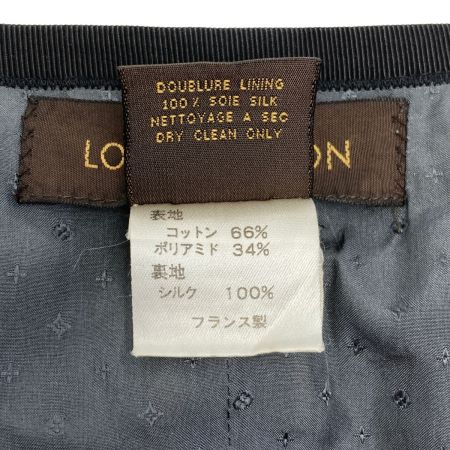 DOUBLURE LINING
100% SOIE SILK
NETTOYAGE A SEC
DRY CLEAN ONLY
LO ON
表地
コットン 66%
ポリアミド 34%
裏地
シルク 100%
フランス製